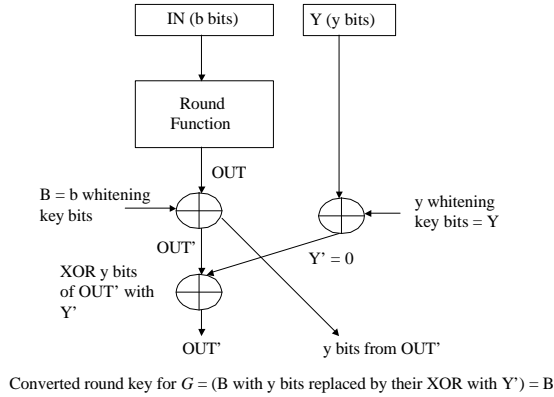 IN (b bits)
Y (y bits)
Round
Function
OUT
B = b whitening
key bits
y whitening
key bits = Y
OUT’
Y’ = 0
XOR y bits
of OUT’ with
Y’
OUT’
y bits from OUT’
Converted round key for G = (B with y bits replaced by their XOR with Y’) = B